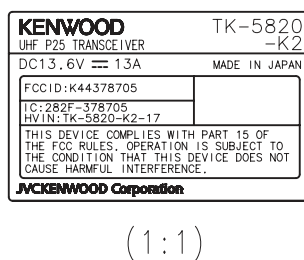 KENWOOD TK-5820
UHF P25 TRANSCEIVER -K2
DC13.6V ⎓ 13A MADE IN JAPAN
FCCID:K44378705
IC:282F-378705
HVIN:TK-5820-K2-17
THIS DEVICE COMPLIES WITH PART 15 OF
THE FCC RULES. OPERATION IS SUBJECT TO
THE CONDITION THAT THIS DEVICE DOES NOT
CAUSE HARMFUL INTERFERENCE.
JVCKENWOOD Corporation
(1:1)